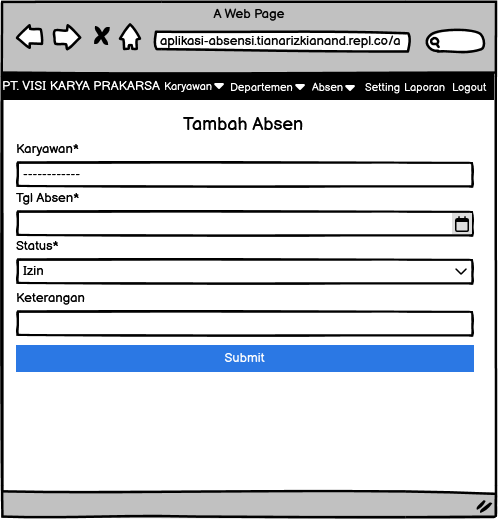 A Web Page
aplikasi-absensi.tianarizkianand.repl.co/a
PT. VISI KARYA PRAKARSA Karyawan Departemen Absen Setting Laporan Logout
Tambah Absen
Karyawan*
------------
Tgl Absen*
Status*
Izin
Keterangan
Submit